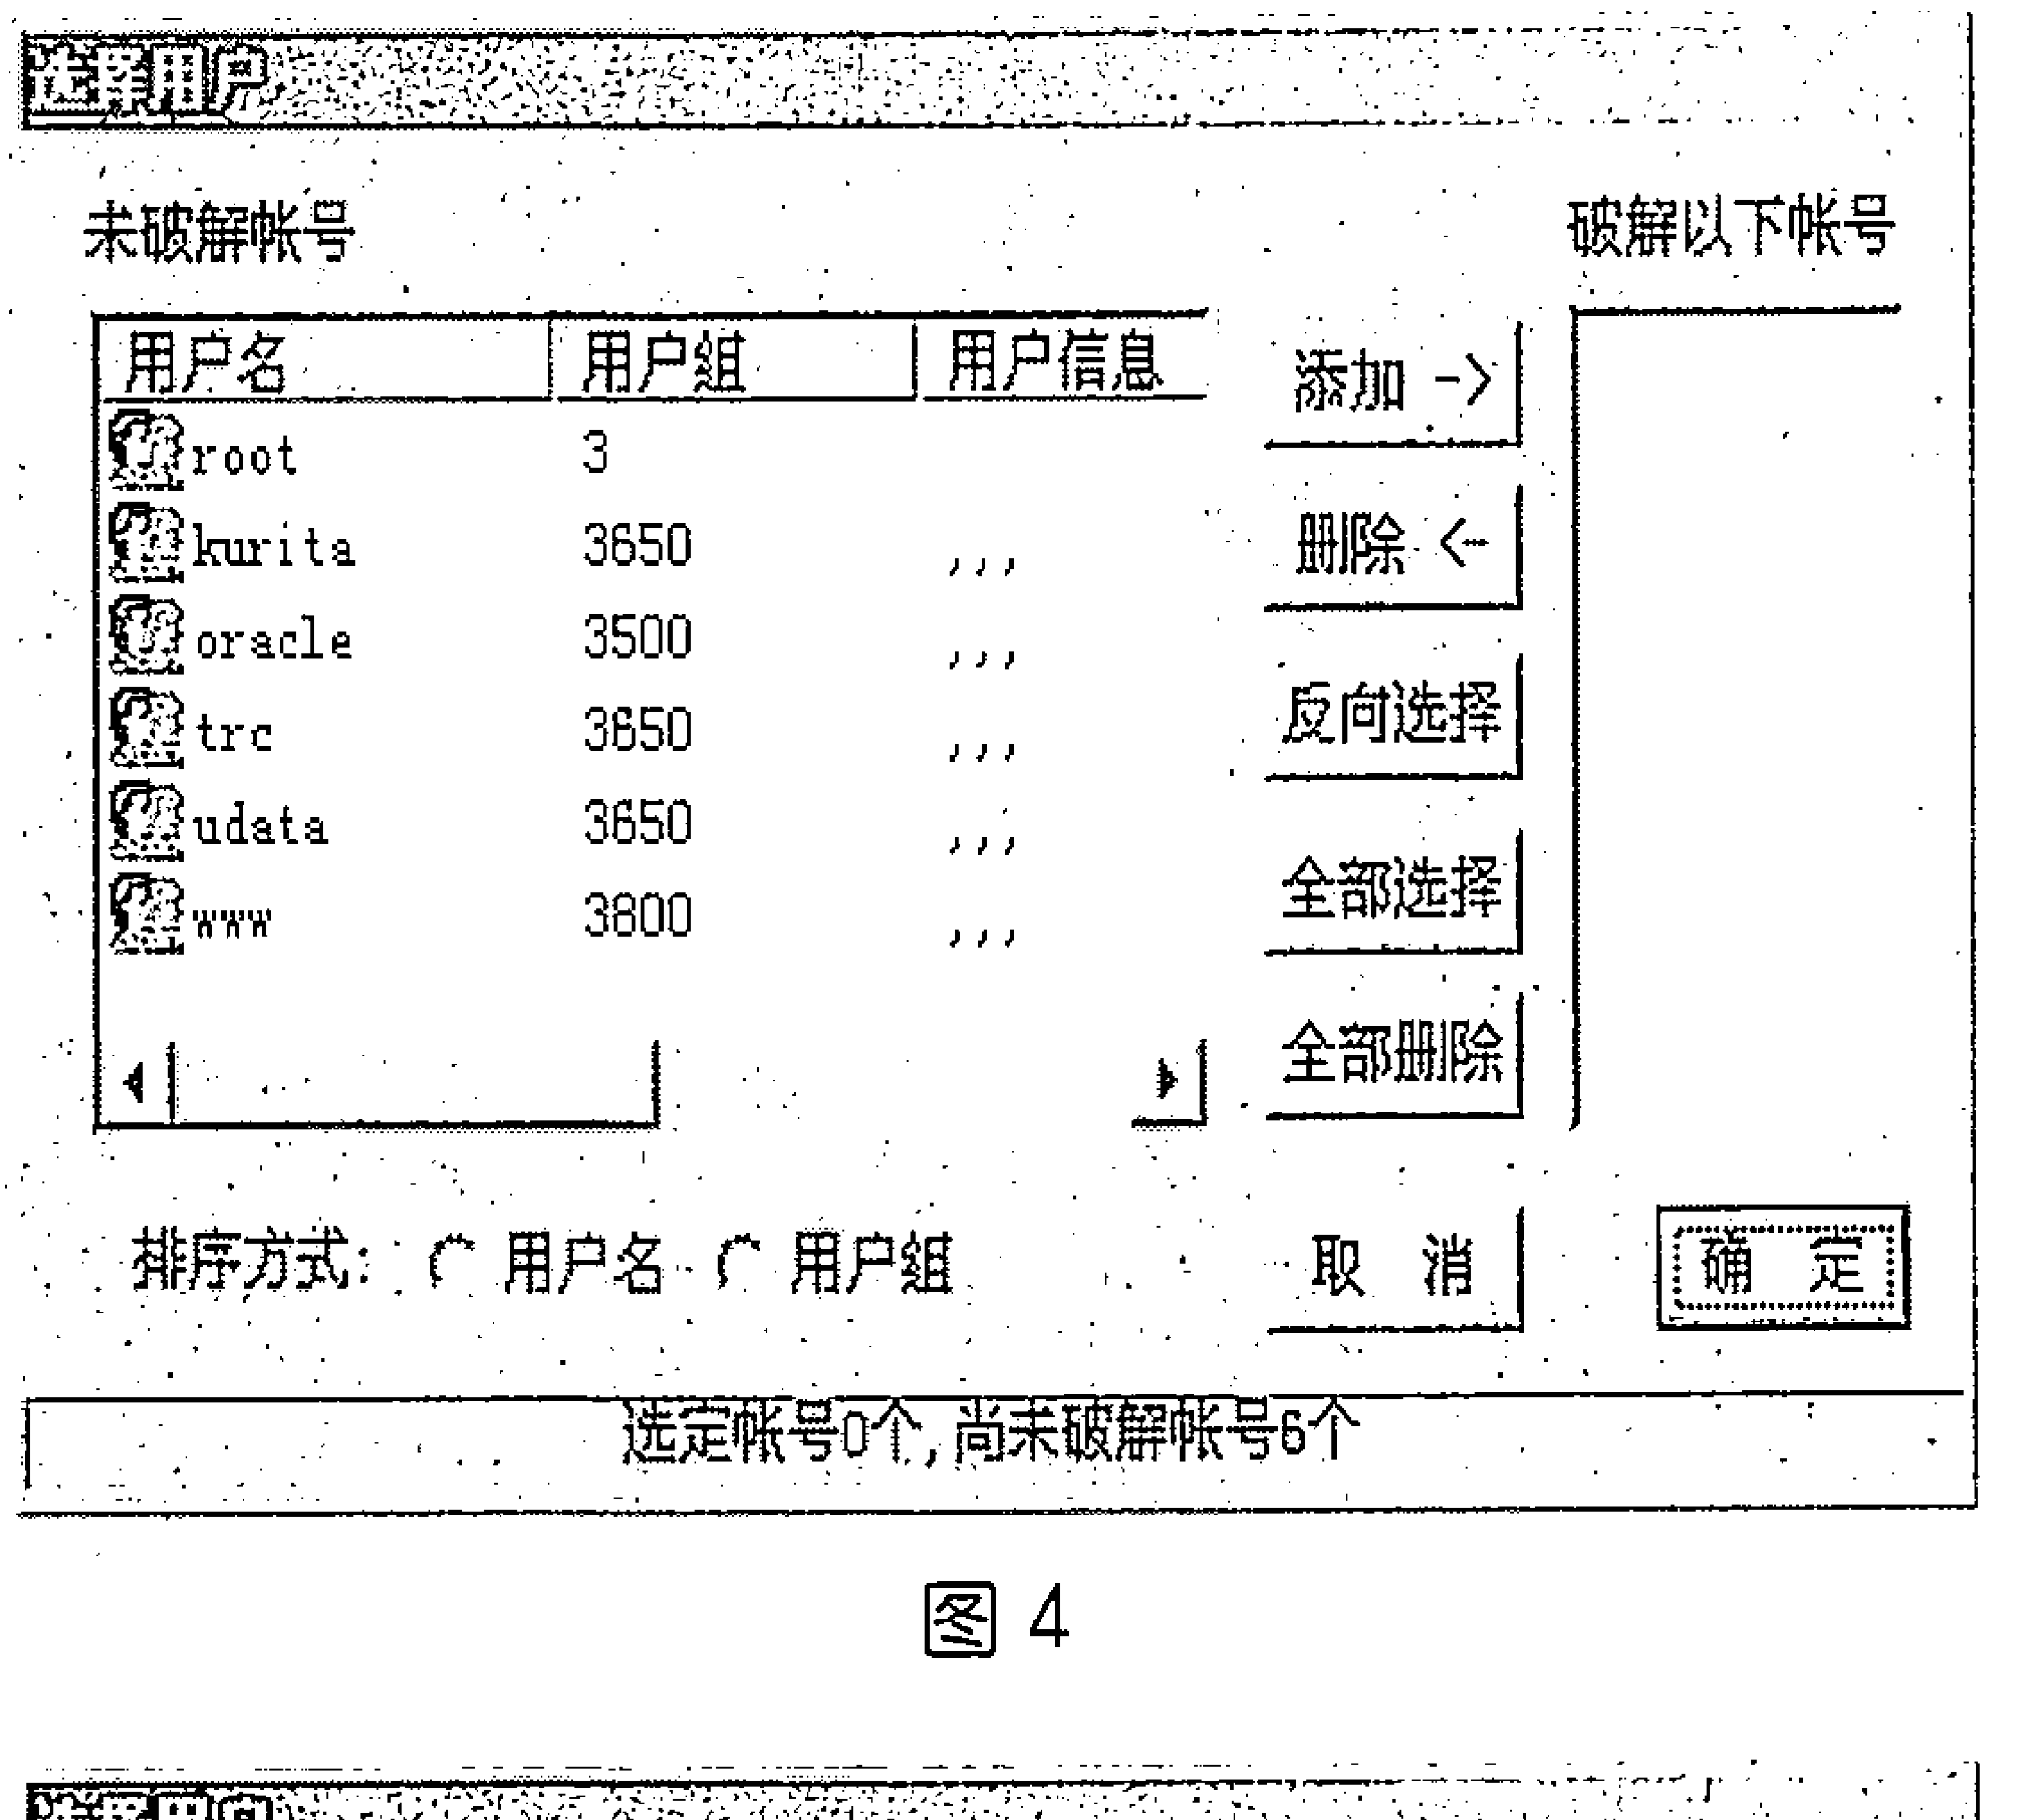 选择用户
未破解帐号 破解以下帐号
用户名 用户组 用户信息
添加 ->
root 3
删除 <-
kurita 3650 ,,,
oracle 3500 ,,,
反向选择
trc 3650 ,,,
udata 3650 ,,,
全部选择
www 3800 ,,,
全部删除
排序方式: 用户名 用户组 取 消 确 定
选定帐号0个,尚未破解帐号6个
图 4
选择用户